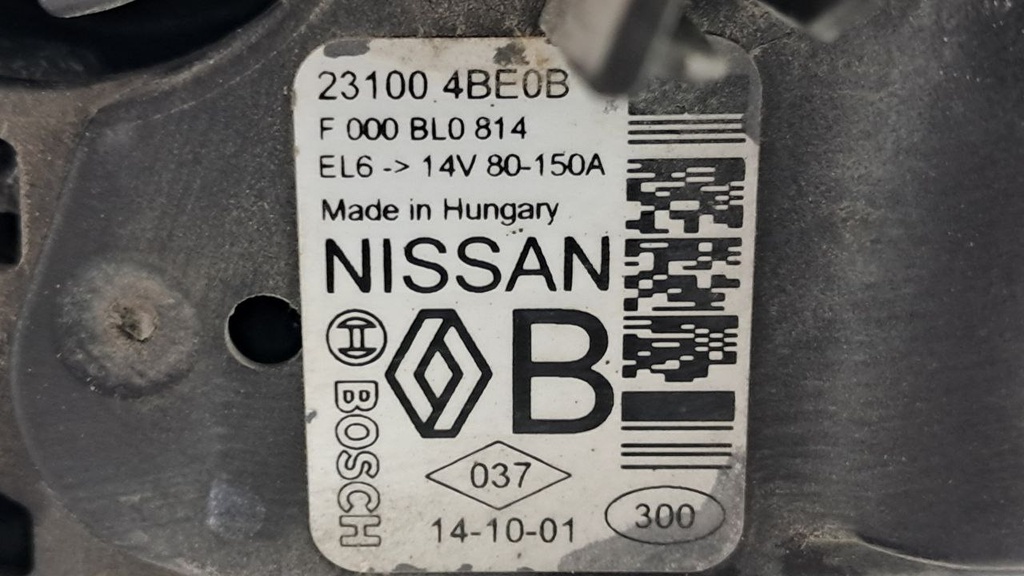 23100 4BE0B
F 000 BL0 814
EL6 -> 14V 80-150A
Made in Hungary
NISSAN
B
BOSCH
037
14-10-01
300